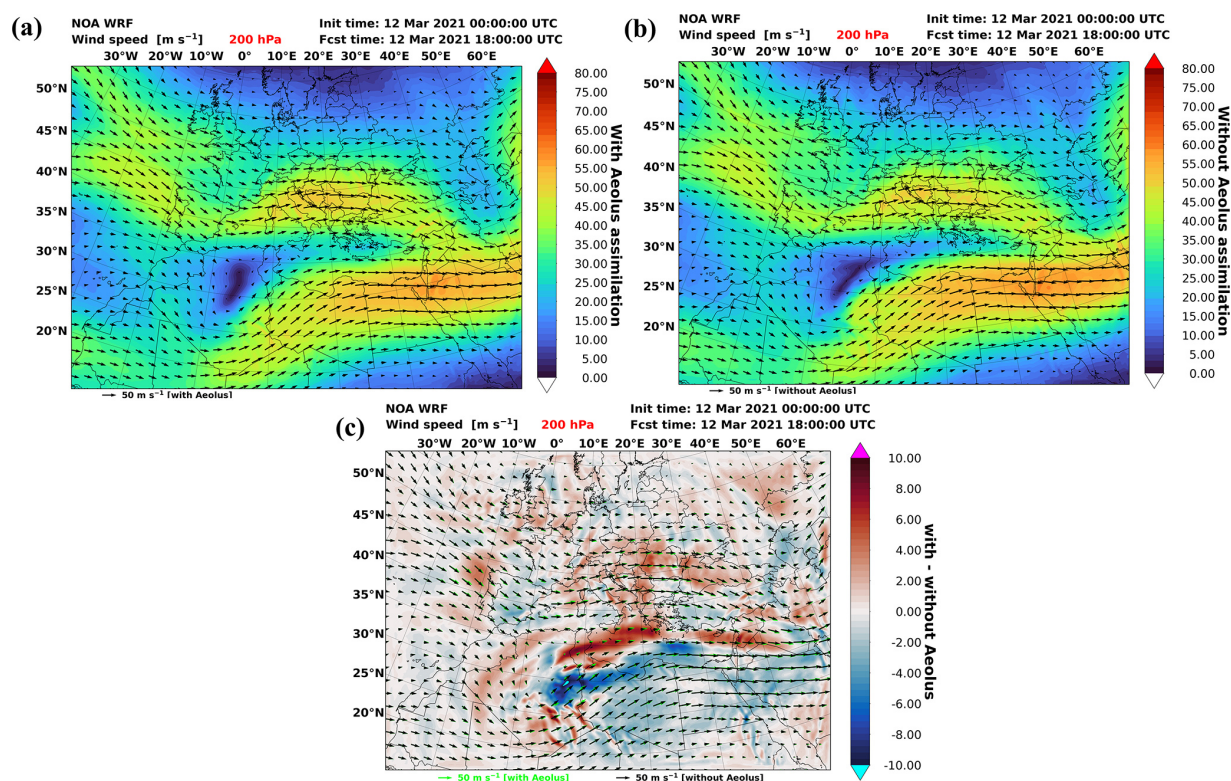 (a)
NOA WRF
Init time: 12 Mar 2021 00:00:00 UTC
Wind speed [m s⁻¹] 200 hPa Fcst time: 12 Mar 2021 18:00:00 UTC
30°W 20°W 10°W 0° 10°E 20°E 30°E 40°E 50°E 60°E
50°N
45°N
40°N
35°N
30°N
25°N
20°N
80.00
75.00
70.00
65.00
60.00
55.00
50.00
45.00
40.00
35.00
30.00
25.00
20.00
15.00
10.00
5.00
0.00
With Aeolus assimilation
50 m s⁻¹ [with Aeolus]
(b)
NOA WRF
Init time: 12 Mar 2021 00:00:00 UTC
Wind speed [m s⁻¹] 200 hPa Fcst time: 12 Mar 2021 18:00:00 UTC
30°W 20°W 10°W 0° 10°E 20°E 30°E 40°E 50°E 60°E
50°N
45°N
40°N
35°N
30°N
25°N
20°N
80.00
75.00
70.00
65.00
60.00
55.00
50.00
45.00
40.00
35.00
30.00
25.00
20.00
15.00
10.00
5.00
0.00
Without Aeolus assimilation
50 m s⁻¹ [without Aeolus]
(c)
NOA WRF
Init time: 12 Mar 2021 00:00:00 UTC
Wind speed [m s⁻¹] 200 hPa Fcst time: 12 Mar 2021 18:00:00 UTC
30°W 20°W 10°W 0° 10°E 20°E 30°E 40°E 50°E 60°E
50°N
45°N
40°N
35°N
30°N
25°N
20°N
10.00
8.00
6.00
4.00
2.00
0.00
-2.00
-4.00
-6.00
-8.00
-10.00
with - without Aeolus
50 m s⁻¹ [with Aeolus] 50 m s⁻¹ [without Aeolus]